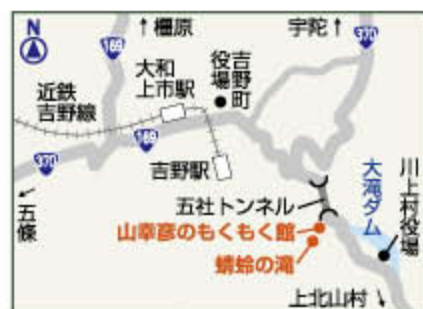 N
↑橿原
宇陀↑
169
370
大和
上市駅
吉野町
役場
近鉄
吉野線
169
370
吉野駅
五條
五社トンネル
大滝ダム
川上村役場
山幸彦のもくもく館
蜻蛉の滝
上北山村